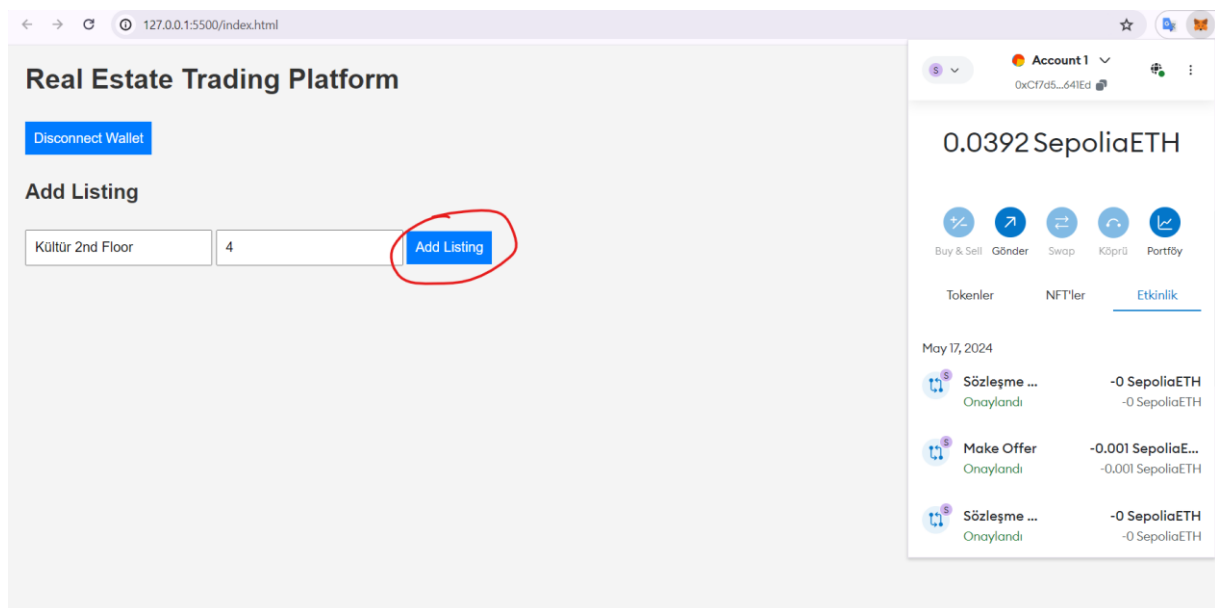 127.0.0.1:5500/index.html
Real Estate Trading Platform
Disconnect Wallet
Add Listing
Kültür 2nd Floor
4
Add Listing
S
Account 1
0xCf7d5...641Ed
0.0392 SepoliaETH
Buy & Sell
Gönder
Swap
Köprü
Portföy
Tokenler
NFT'ler
Etkinlik
May 17, 2024
S
Sözleşme ...
-0 SepoliaETH
Onaylandı
-0 SepoliaETH
S
Make Offer
-0.001 SepoliaE...
Onaylandı
-0.001 SepoliaETH
S
Sözleşme ...
-0 SepoliaETH
Onaylandı
-0 SepoliaETH